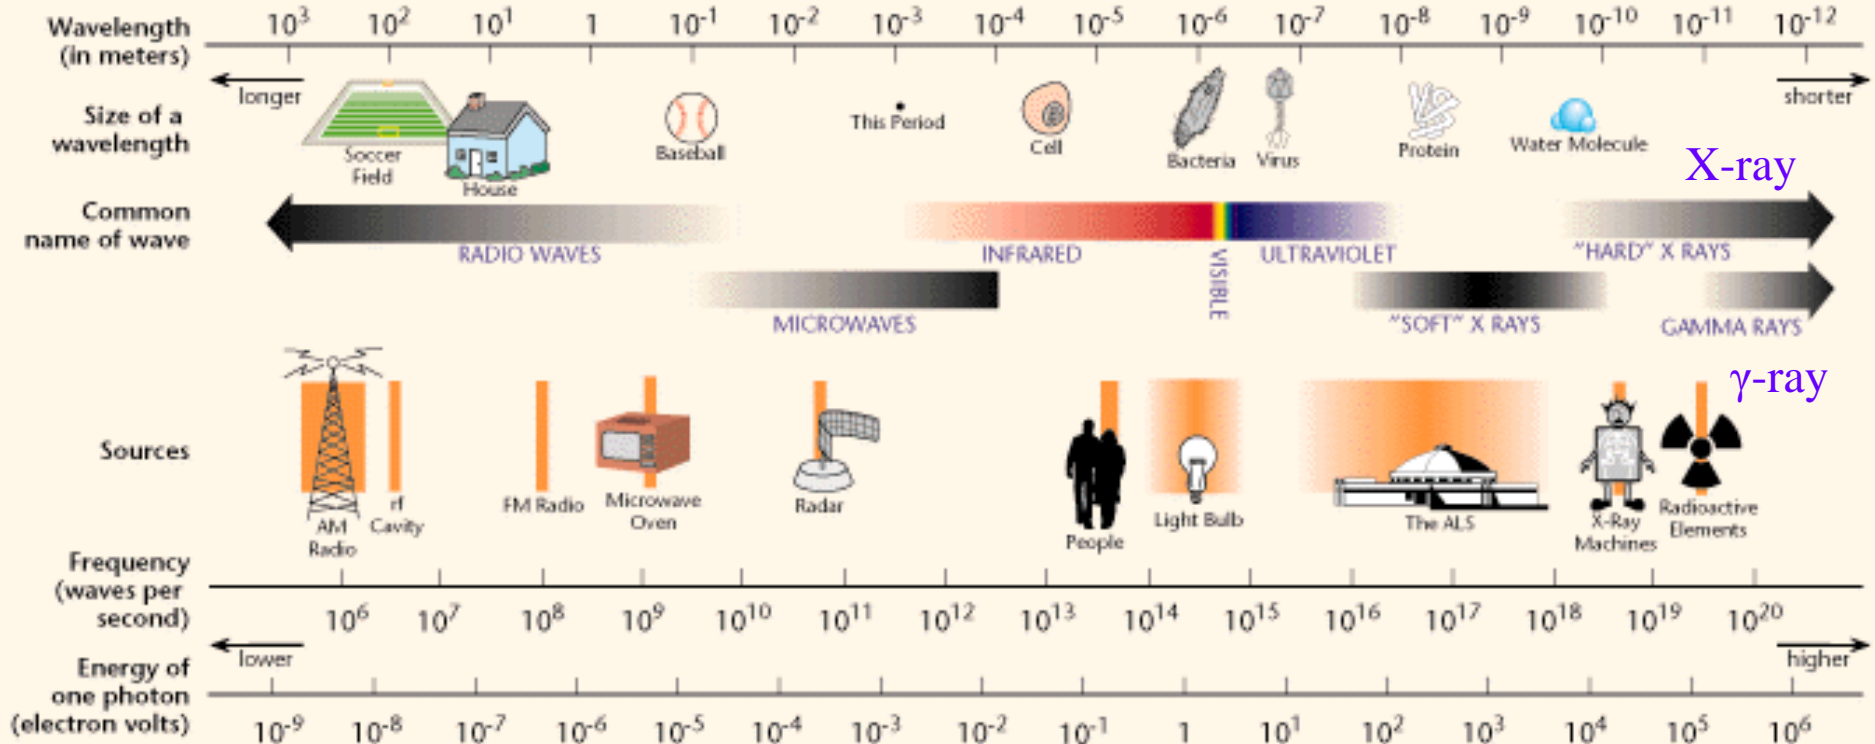 Wavelength
(in meters)
10³ 10² 10¹ 1 10⁻¹ 10⁻² 10⁻³ 10⁻⁴ 10⁻⁵ 10⁻⁶ 10⁻⁷ 10⁻⁸ 10⁻⁹ 10⁻¹⁰ 10⁻¹¹ 10⁻¹²
longer
shorter
Size of a
wavelength
Soccer
Field
House
Baseball
This Period
Cell
Bacteria
Virus
Protein
Water Molecule
X-ray
Common
name of wave
RADIO WAVES
INFRARED
VISIBLE
ULTRAVIOLET
"HARD" X RAYS
MICROWAVES
"SOFT" X RAYS
GAMMA RAYS
γ-ray
Sources
AM
Radio
rf
Cavity
FM Radio
Microwave
Oven
Radar
People
Light Bulb
The ALS
X-Ray
Machines
Radioactive
Elements
Frequency
(waves per
second)
10⁶ 10⁷ 10⁸ 10⁹ 10¹⁰ 10¹¹ 10¹² 10¹³ 10¹⁴ 10¹⁵ 10¹⁶ 10¹⁷ 10¹⁸ 10¹⁹ 10²⁰
lower
higher
Energy of
one photon
(electron volts)
10⁻⁹ 10⁻⁸ 10⁻⁷ 10⁻⁶ 10⁻⁵ 10⁻⁴ 10⁻³ 10⁻² 10⁻¹ 1 10¹ 10² 10³ 10⁴ 10⁵ 10⁶